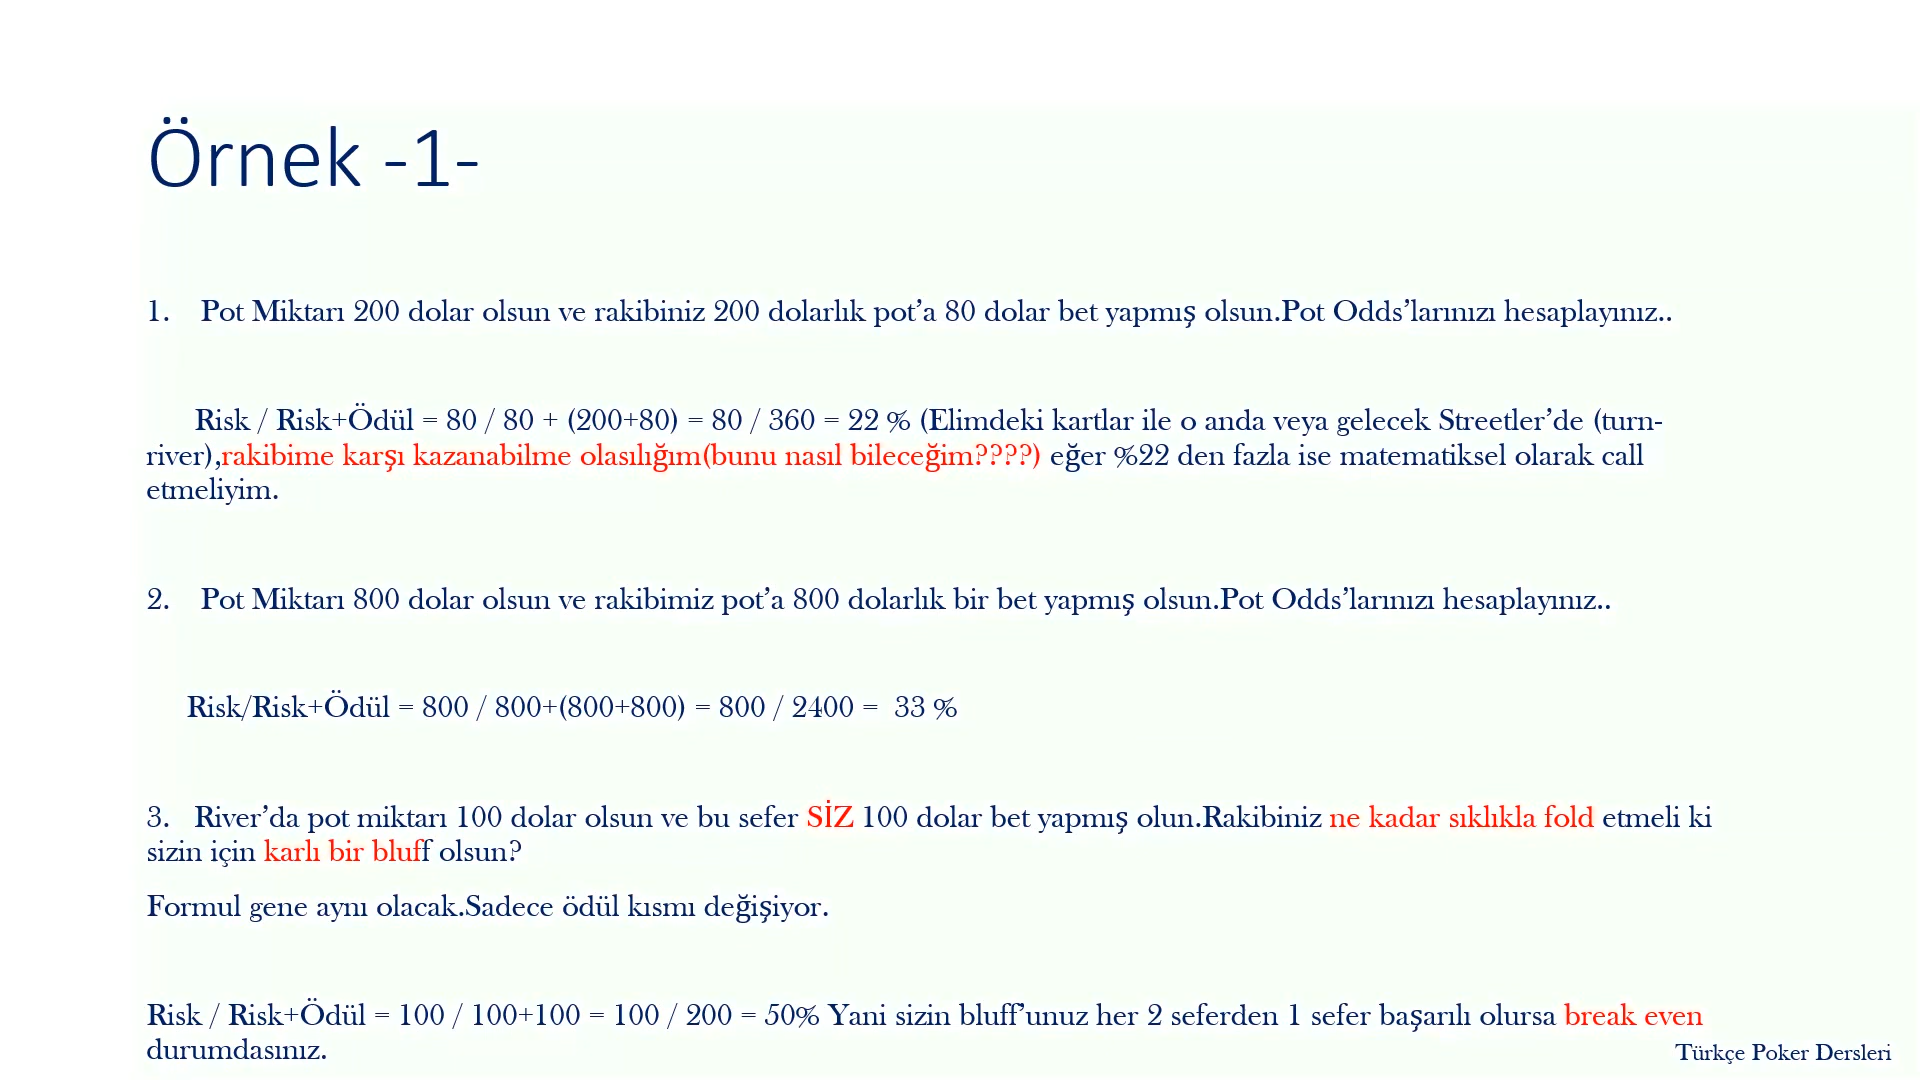 Örnek -1-
1. Pot Miktarı 200 dolar olsun ve rakibiniz 200 dolarlık pot’a 80 dolar bet yapmış olsun.Pot Odds’larınızı hesaplayınız..
Risk / Risk+Ödül = 80 / 80 + (200+80) = 80 / 360 = 22 % (Elimdeki kartlar ile o anda veya gelecek Streetler’de (turn-
river),rakibime karşı kazanabilme olasılığım(bunu nasıl bileceğim????) eğer %22 den fazla ise matematiksel olarak call
etmeliyim.
2. Pot Miktarı 800 dolar olsun ve rakibimiz pot’a 800 dolarlık bir bet yapmış olsun.Pot Odds’larınızı hesaplayınız..
Risk/Risk+Ödül = 800 / 800+(800+800) = 800 / 2400 = 33 %
3. River’da pot miktarı 100 dolar olsun ve bu sefer SİZ 100 dolar bet yapmış olun.Rakibiniz ne kadar sıklıkla fold etmeli ki
sizin için karlı bir bluff olsun?
Formul gene aynı olacak.Sadece ödül kısmı değişiyor.
Risk / Risk+Ödül = 100 / 100+100 = 100 / 200 = 50% Yani sizin bluff’unuz her 2 seferden 1 sefer başarılı olursa break even
durumdasınız.
Türkçe Poker Dersleri